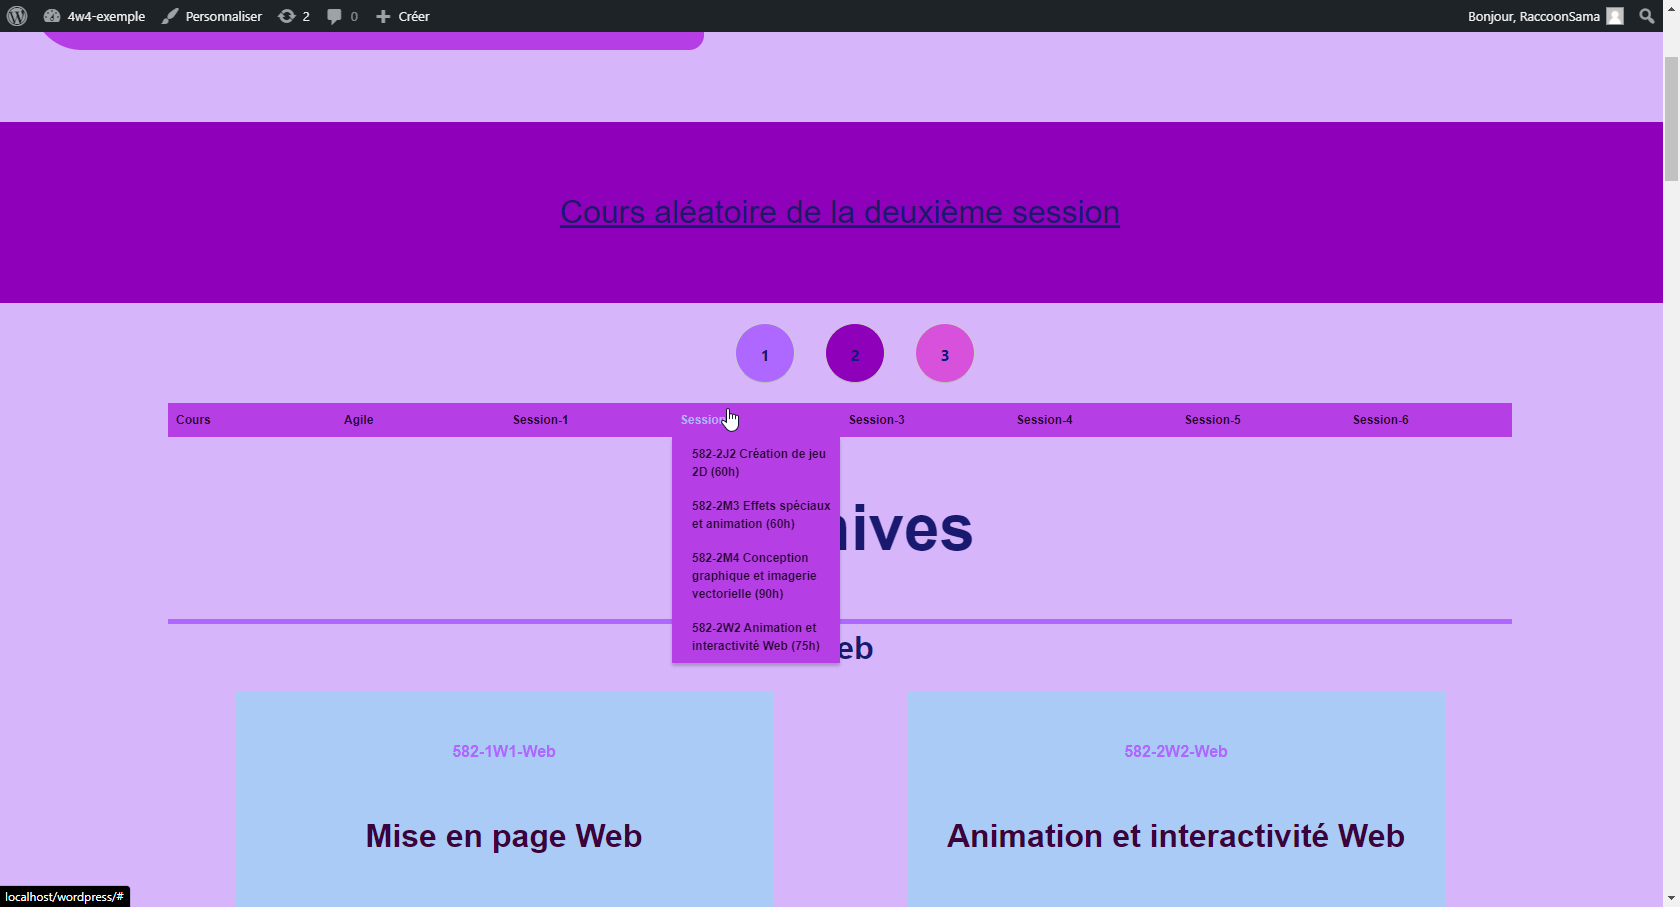 4w4-exemple Personnaliser 2 0 Créer Bonjour, RaccoonSama
Cours aléatoire de la deuxième session
1 2 3
Cours Agile Session-1 Session Session-3 Session-4 Session-5 Session-6
582-2J2 Création de jeu
2D (60h)
582-2M3 Effets spéciaux
et animation (60h)
ives
582-2M4 Conception
graphique et imagerie
vectorielle (90h)
582-2W2 Animation et
interactivité Web (75h)
eb
582-1W1-Web 582-2W2-Web
Mise en page Web Animation et interactivité Web
localhost/wordpress/#